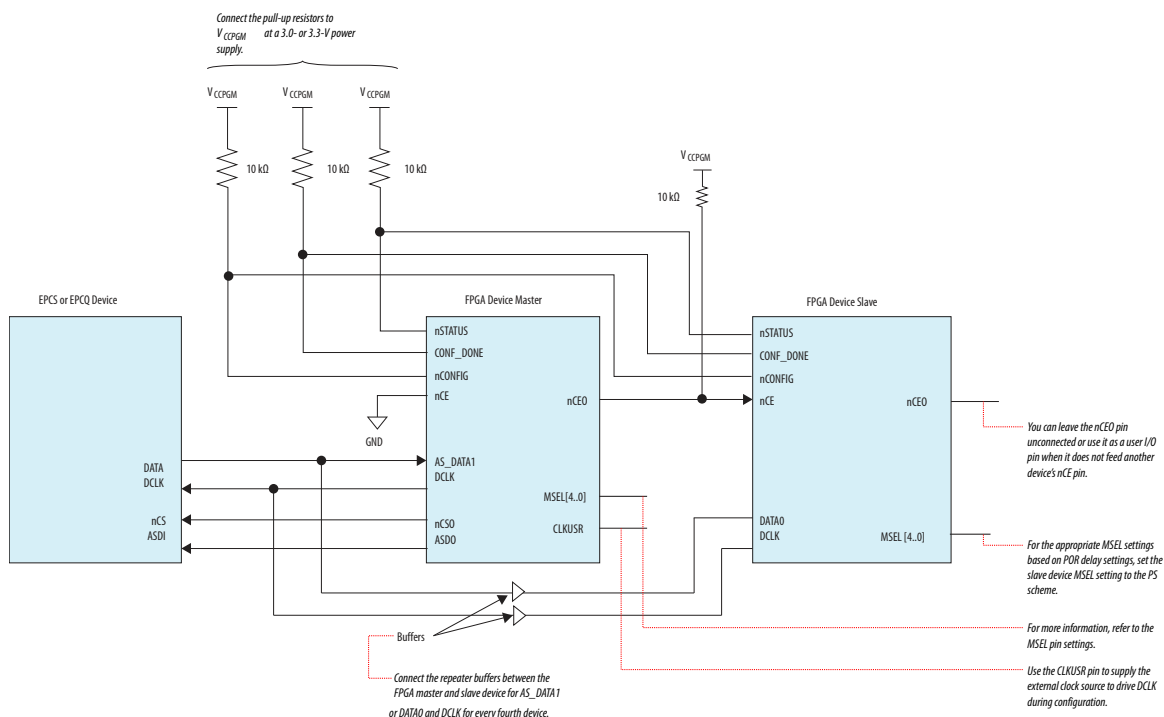 Connect the pull-up resistors to
V CCPGM at a 3.0- or 3.3-V power
supply.
V CCPGM
V CCPGM
V CCPGM
10 kΩ
10 kΩ
10 kΩ
V CCPGM
10 kΩ
EPCS or EPCQ Device
FPGA Device Master
FPGA Device Slave
nSTATUS
CONF_DONE
nCONFIG
nCE
nCEO
GND
nSTATUS
CONF_DONE
nCONFIG
nCE
nCEO
You can leave the nCEO pin
unconnected or use it as a user I/O
pin when it does not feed another
device's nCE pin.
DATA
DCLK
nCS
ASDI
AS_DATA1
DCLK
nCSO
ASDO
MSEL[4..0]
CLKUSR
DATA0
DCLK
MSEL [4..0]
For the appropriate MSEL settings
based on POR delay settings, set the
slave device MSEL setting to the PS
scheme.
Buffers
For more information, refer to the
MSEL pin settings.
Connect the repeater buffers between the
FPGA master and slave device for AS_DATA1
or DATA0 and DCLK for every fourth device.
Use the CLKUSR pin to supply the
external clock source to drive DCLK
during configuration.